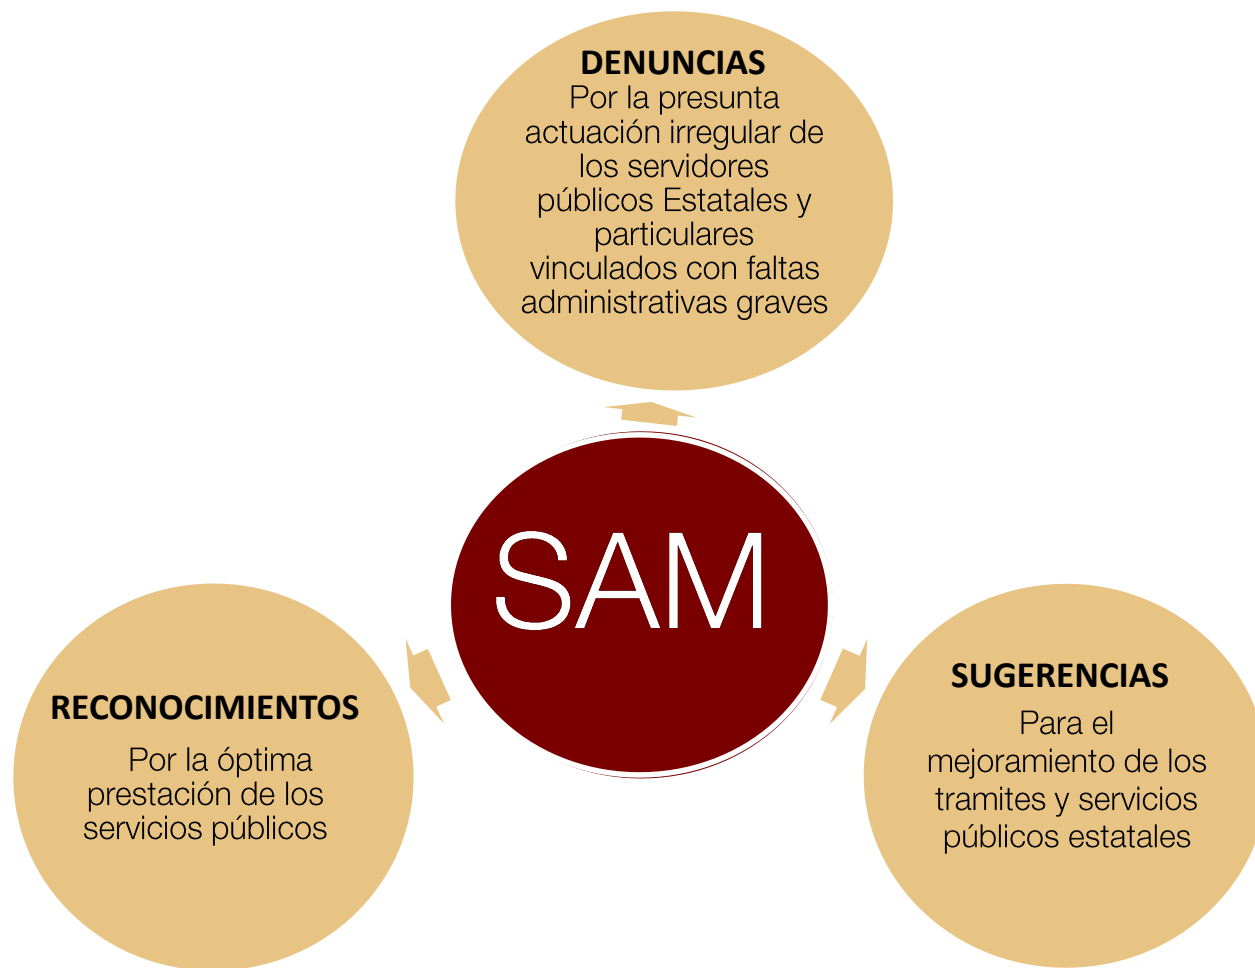 DENUNCIAS
Por la presunta
actuación irregular de
los servidores
públicos Estatales y
particulares
vinculados con faltas
administrativas graves
SAM
RECONOCIMIENTOS
Por la óptima
prestación de los
servicios públicos
SUGERENCIAS
Para el
mejoramiento de los
tramites y servicios
públicos estatales